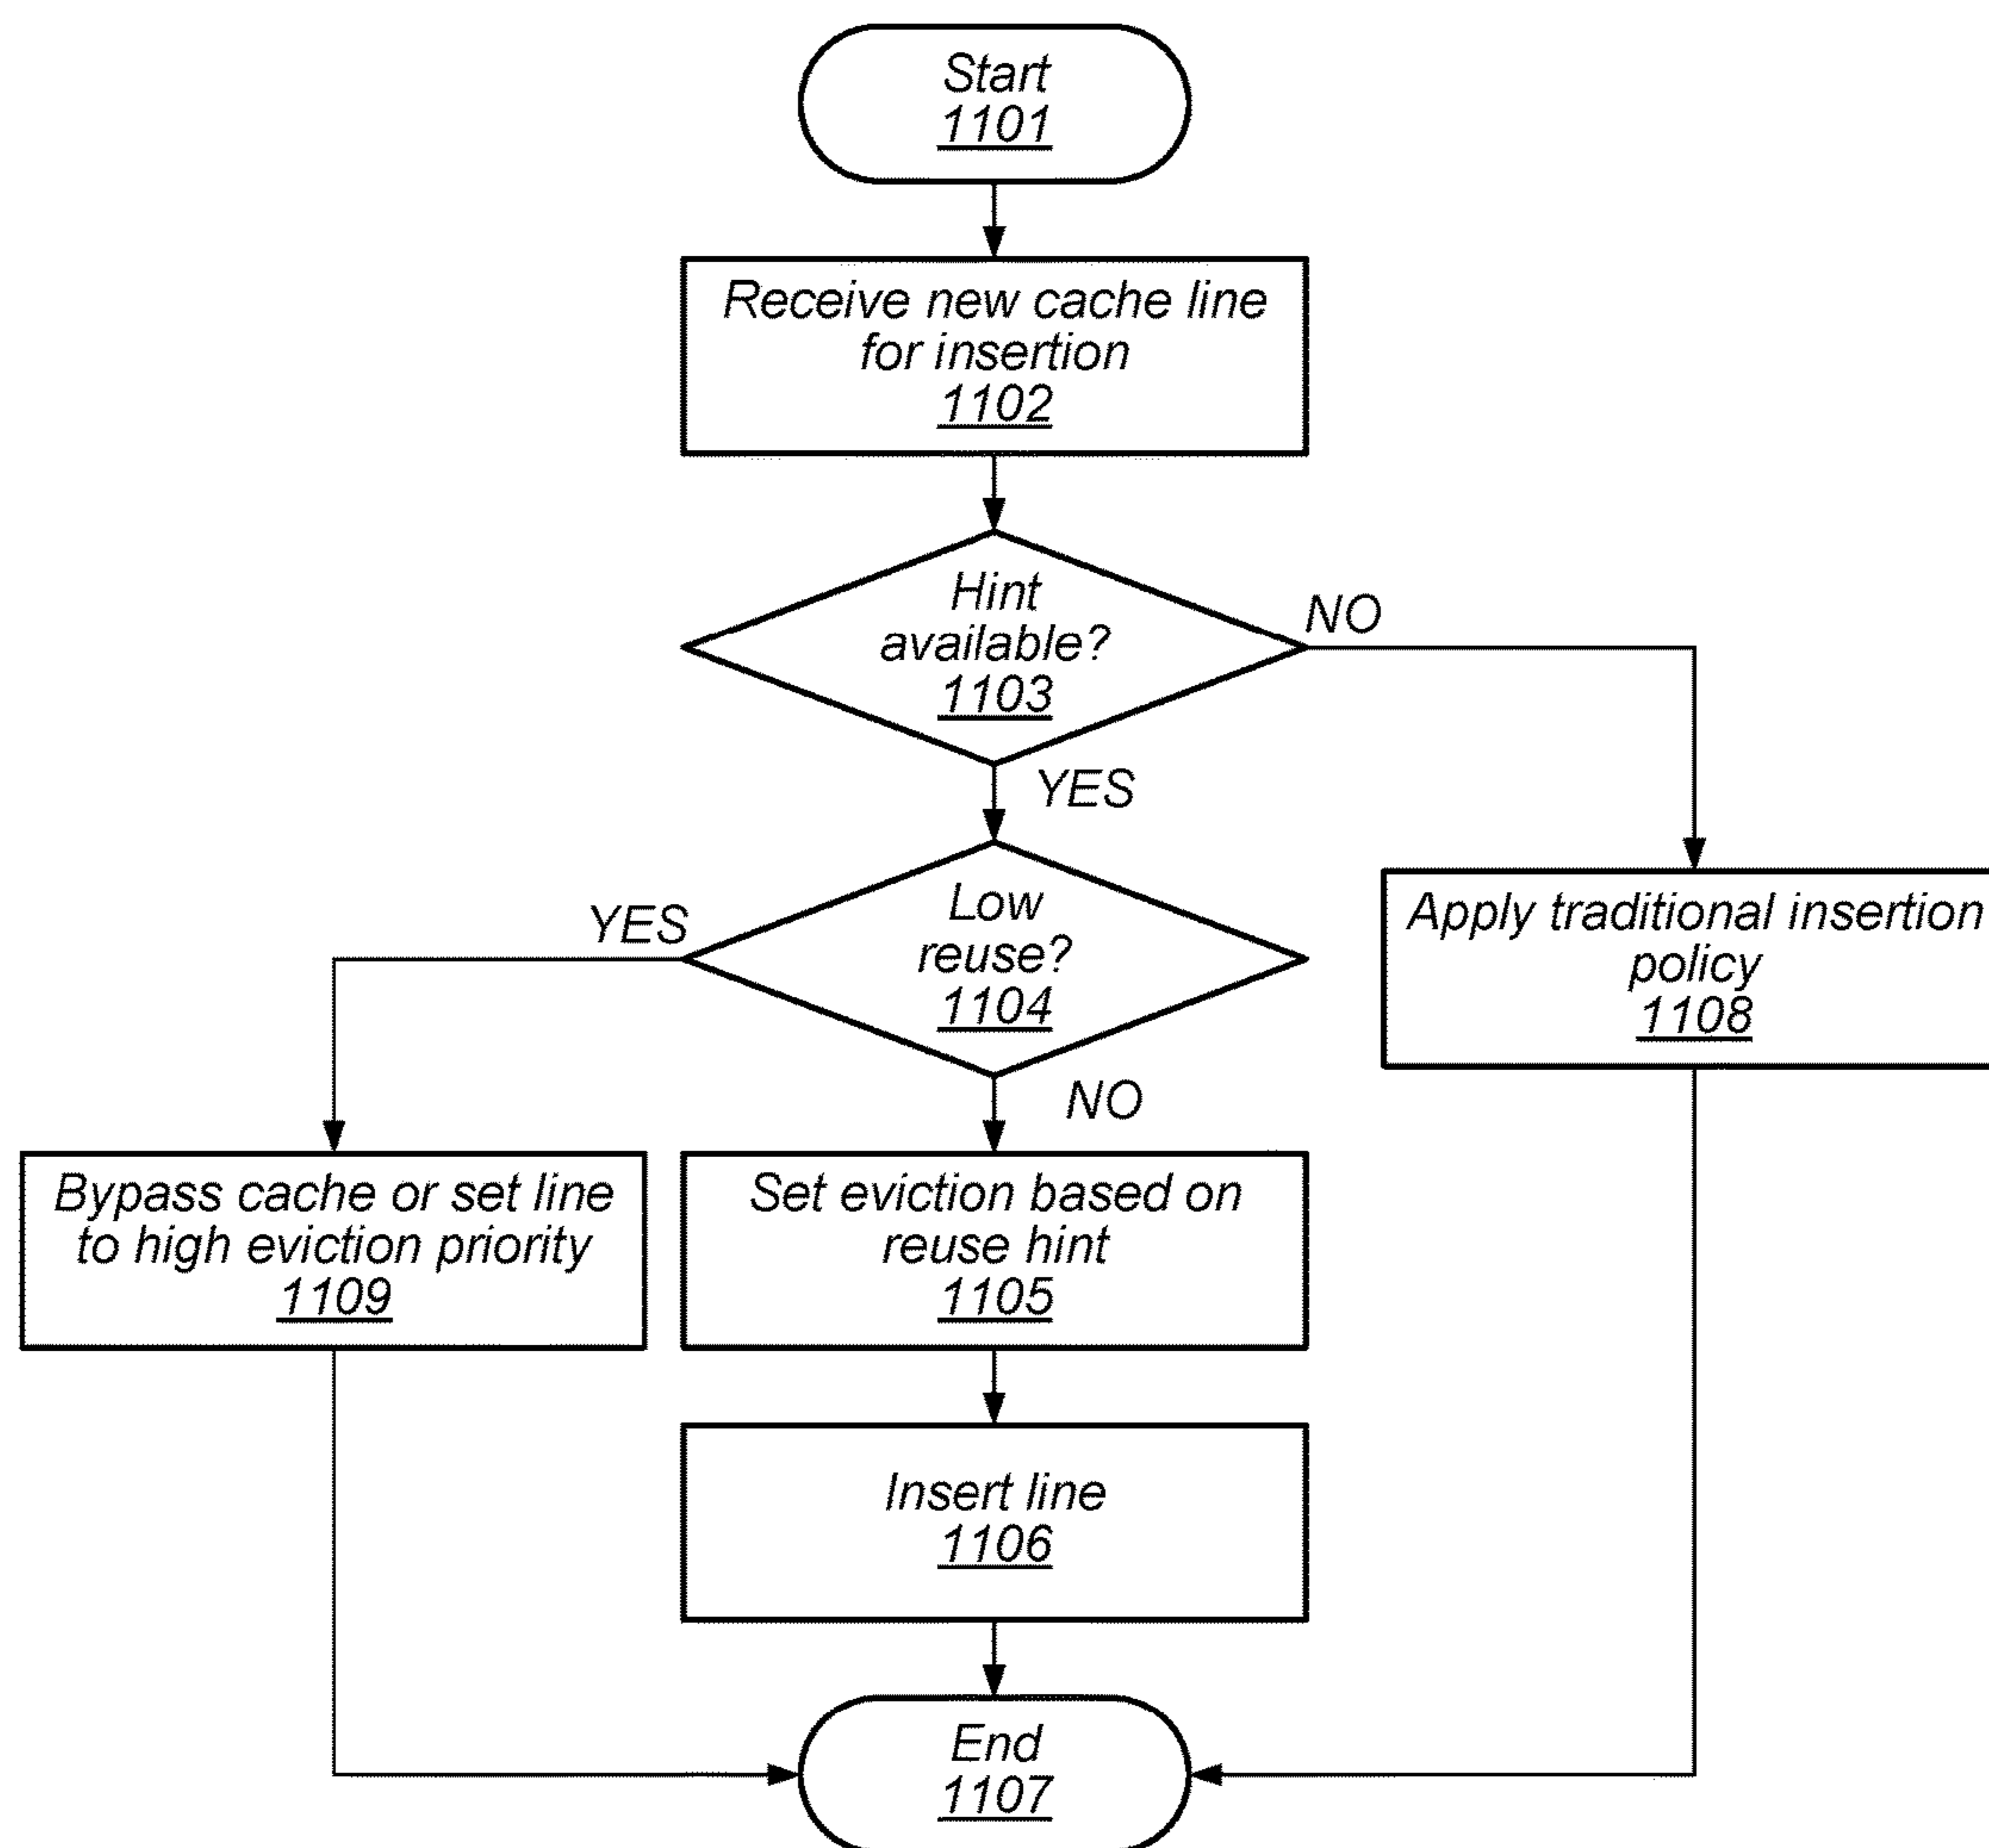 Start
1101
Receive new cache line
for insertion
1102
Hint
available?
1103
NO
YES
Low
reuse?
1104
YES
NO
Apply traditional insertion
policy
1108
Bypass cache or set line
to high eviction priority
1109
Set eviction based on
reuse hint
1105
Insert line
1106
End
1107